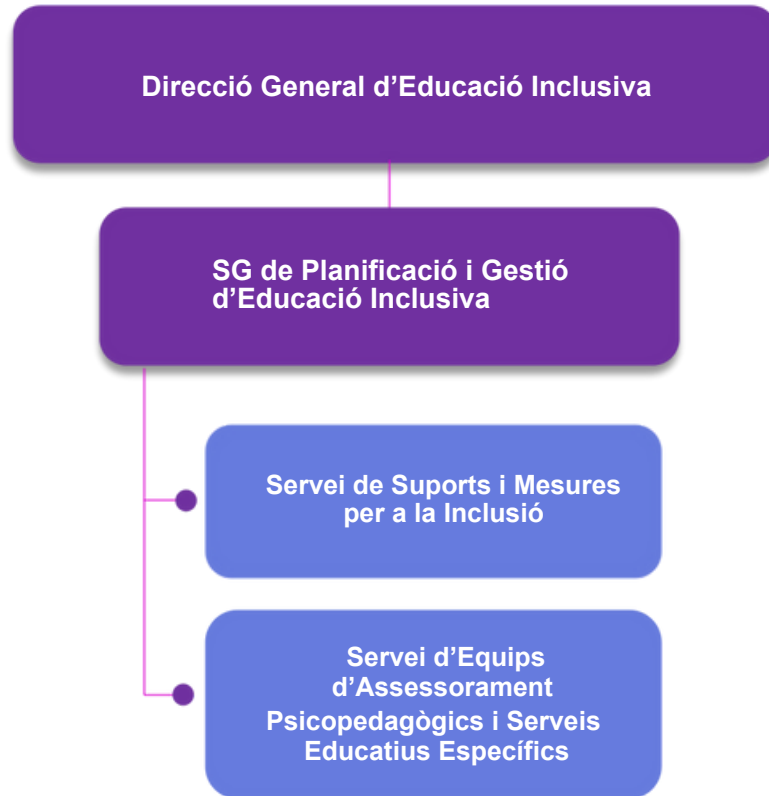 Direcció General d’Educació Inclusiva
SG de Planificació i Gestió
d’Educació Inclusiva
Servei de Suports i Mesures
per a la Inclusió
Servei d’Equips
d’Assessorament
Psicopedagògics i Serveis
Educatius Específics